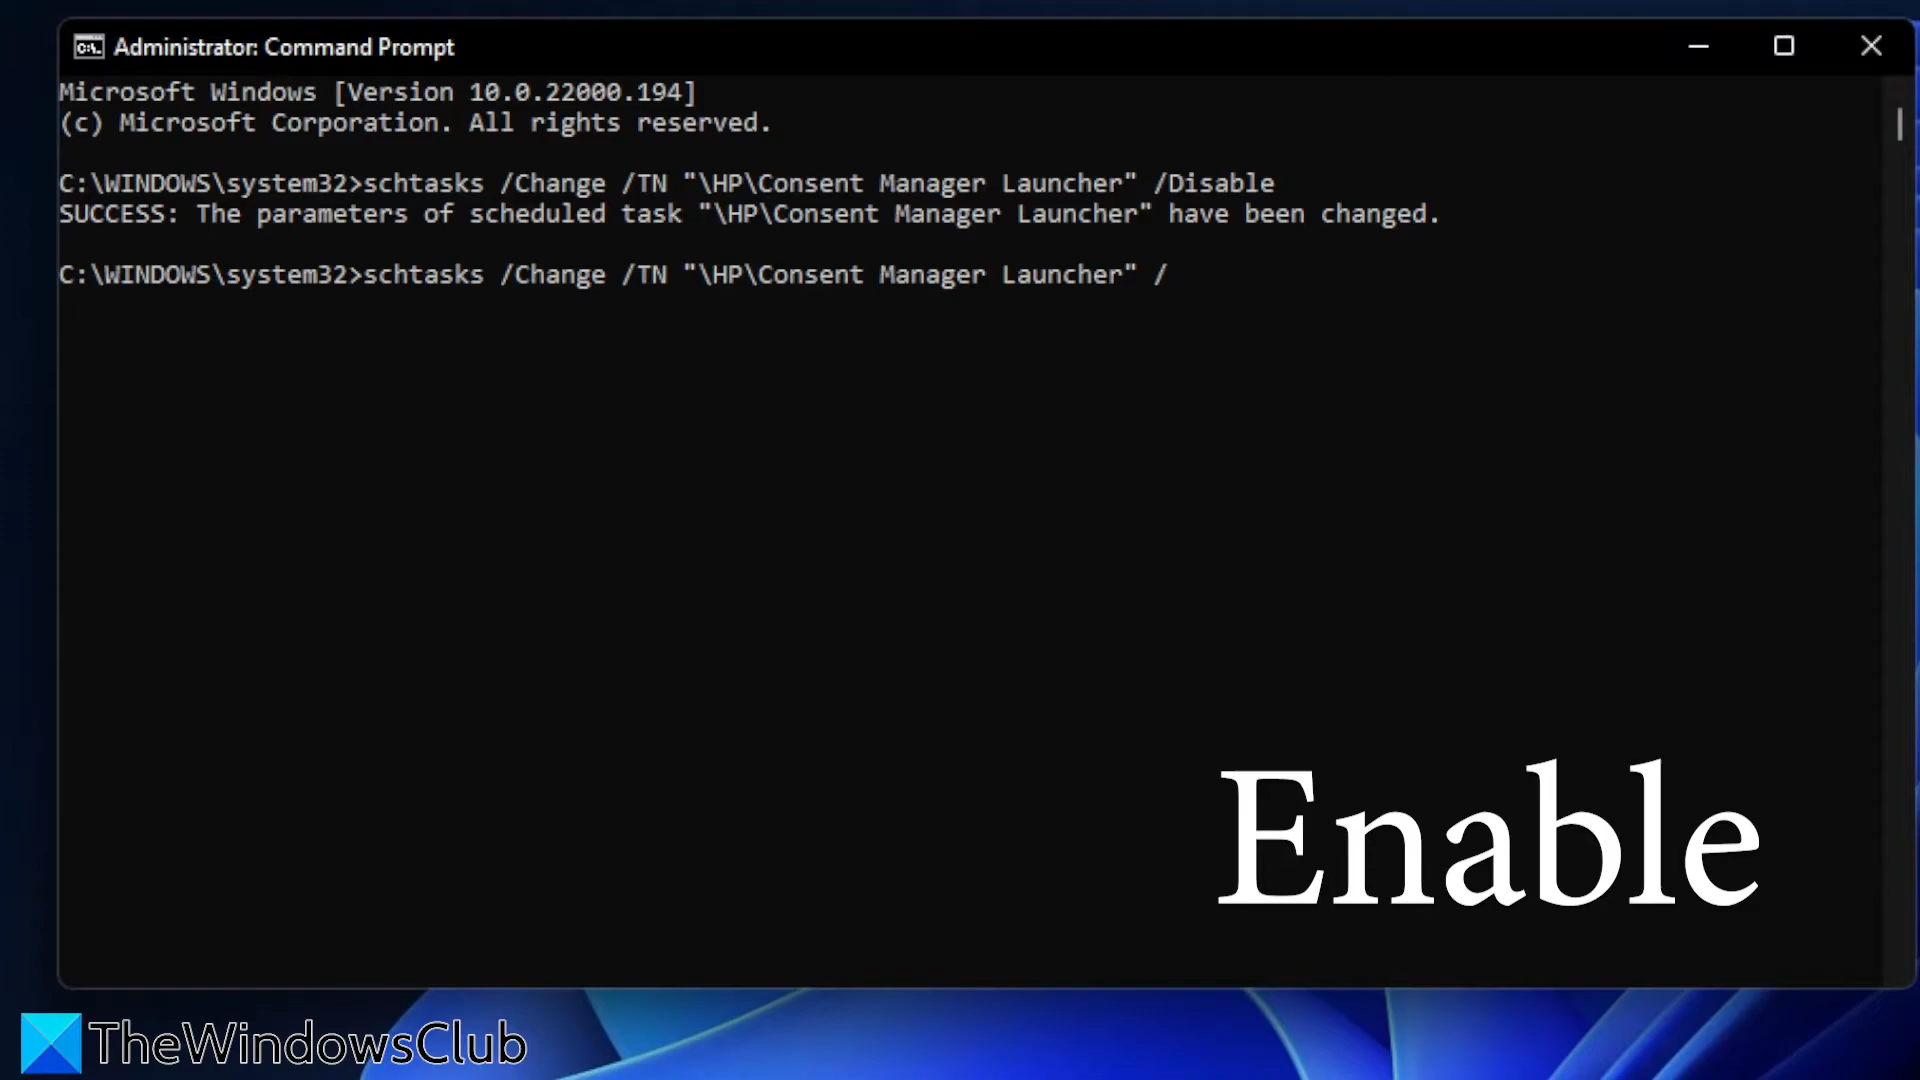 Administrator: Command Prompt
Microsoft Windows [Version 10.0.22000.194]
(c) Microsoft Corporation. All rights reserved.
C:\WINDOWS\system32>schtasks /Change /TN "\HP\Consent Manager Launcher" /Disable
SUCCESS: The parameters of scheduled task "\HP\Consent Manager Launcher" have been changed.
C:\WINDOWS\system32>schtasks /Change /TN "\HP\Consent Manager Launcher" /
Enable
TheWindowsClub